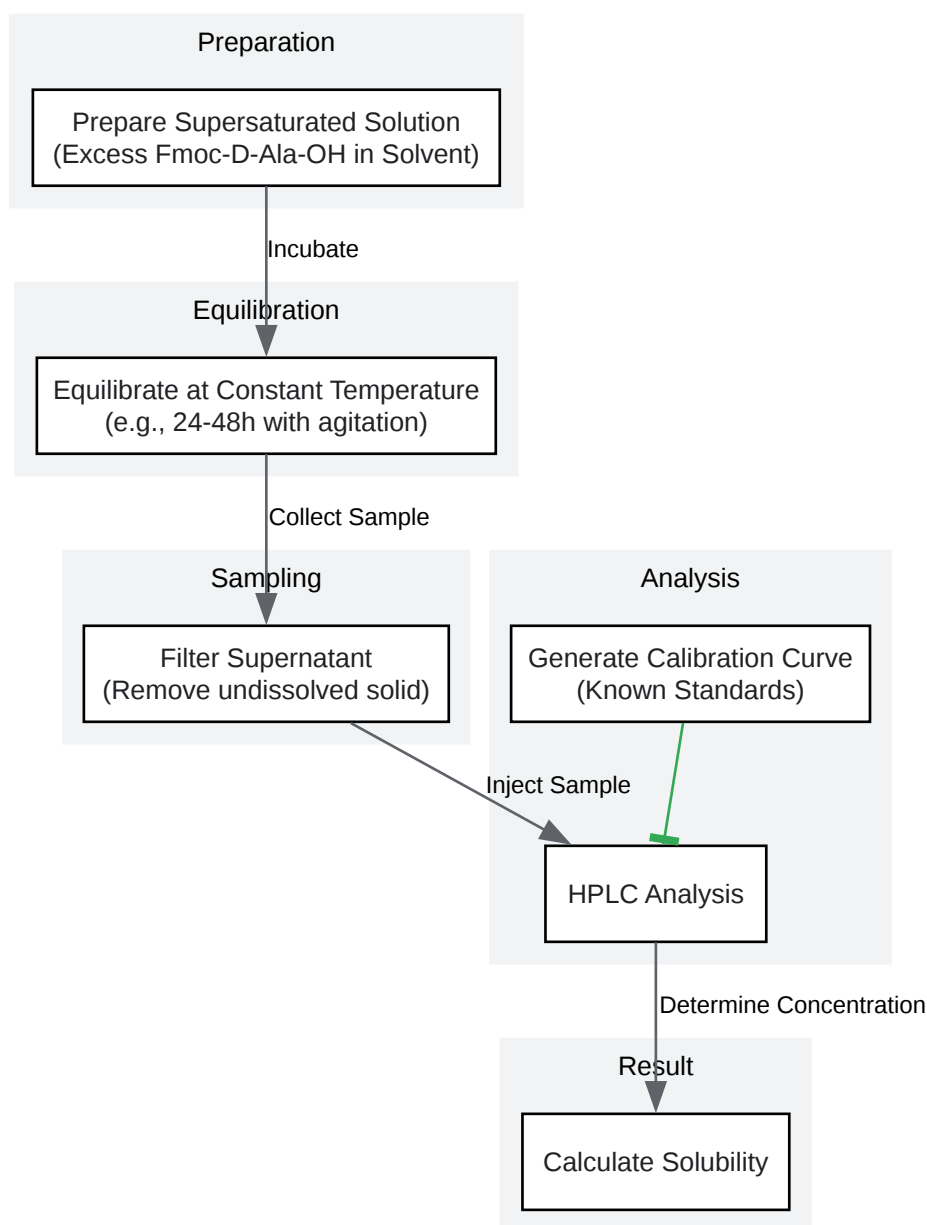 Preparation
Prepare Supersaturated Solution
(Excess Fmoc-D-Ala-OH in Solvent)
Incubate
Equilibration
Equilibrate at Constant Temperature
(e.g., 24-48h with agitation)
Collect Sample
Sampling
Filter Supernatant
(Remove undissolved solid)
Analysis
Generate Calibration Curve
(Known Standards)
Inject Sample
HPLC Analysis
Determine Concentration
Result
Calculate Solubility